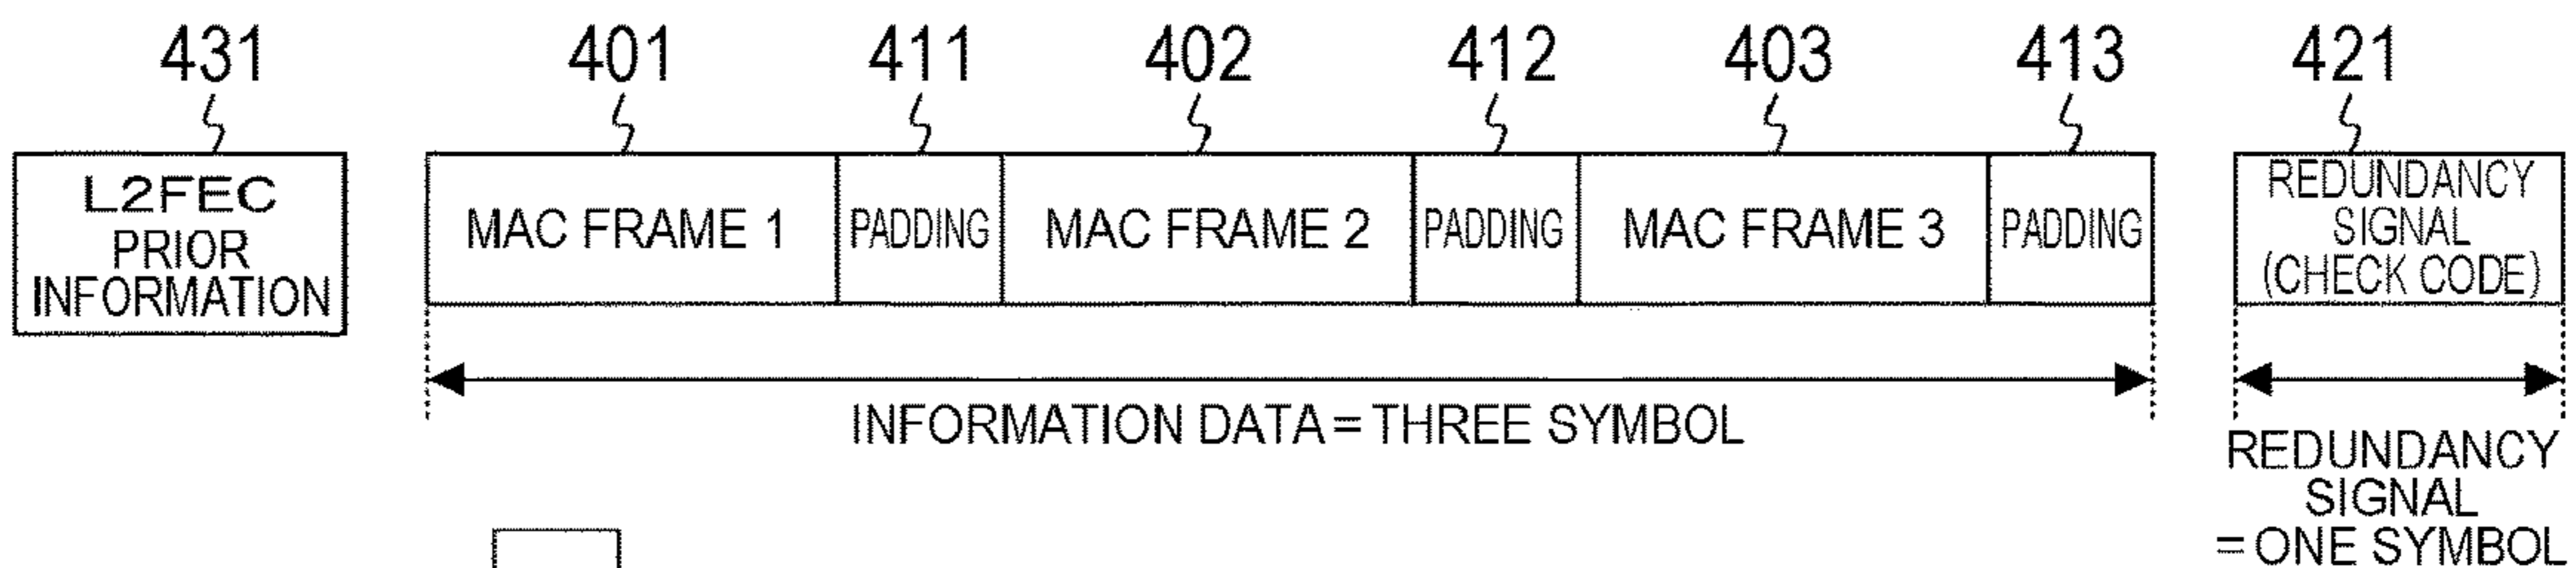 431 401 411 402 412 403 413 421
L2FEC
PRIOR
INFORMATION
MAC FRAME 1 PADDING MAC FRAME 2 PADDING MAC FRAME 3 PADDING
REDUNDANCY
SIGNAL
(CHECK CODE)
INFORMATION DATA = THREE SYMBOL
REDUNDANCY
SIGNAL
= ONE SYMBOL